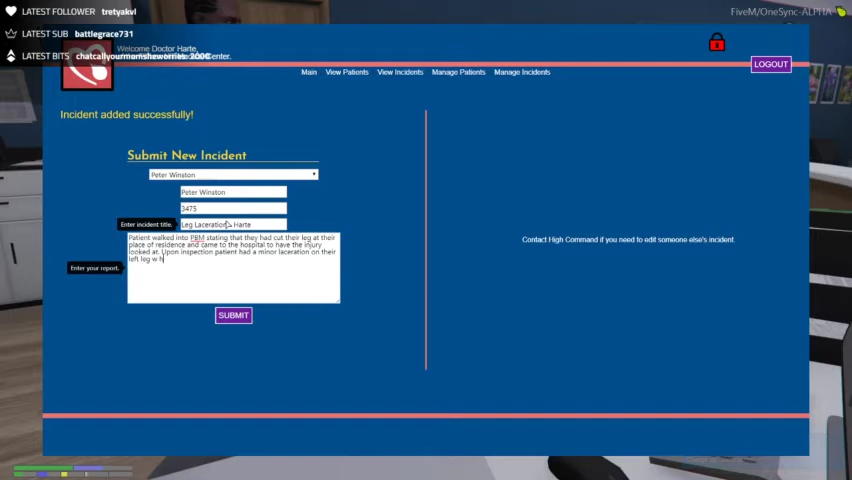 LATEST FOLLOWER tretyakvl
FiveM/OneSync-ALPHA
LATEST SUB battlegrace731
Welcome Doctor Harte,
LATEST BITS
Center.
LOGOUT
Main View Patients View Incidents Manage Patients Manage Incidents
Incident added successfully!
Submit New Incident
Peter Winston
Peter Winston
3475
Enter incident title.
Leg Laceration - Harte
Patient walked into PBM stating that they had cut their leg at their
place of residence and came to the hospital to have the injury
looked at. Upon inspection patient had a minor laceration on their
left leg w h
Enter your report.
SUBMIT
Contact High Command if you need to edit someone else's incident.